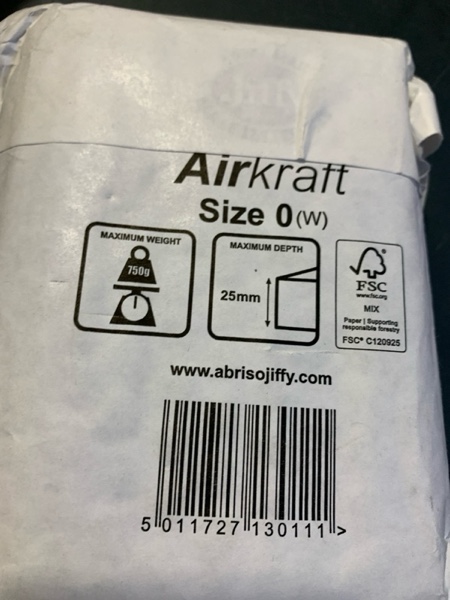 Airkraft
Size 0 (W)
MAXIMUM WEIGHT
750g
MAXIMUM DEPTH
25mm
FSC
www.fsc.org
MIX
Paper | Supporting
responsible forestry
FSC® C120925
www.abrisojiffy.com
5 011727 130111 >